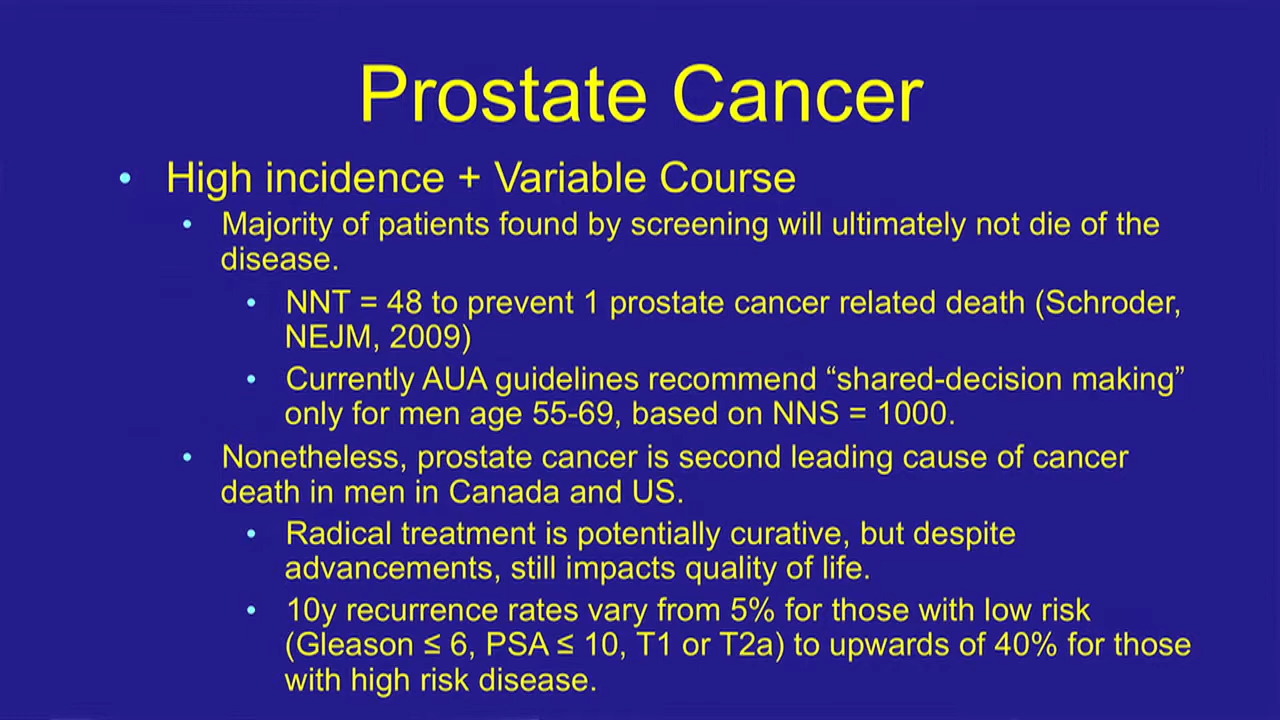 Prostate Cancer
• High incidence + Variable Course
• Majority of patients found by screening will ultimately not die of the
disease.
• NNT = 48 to prevent 1 prostate cancer related death (Schroder,
NEJM, 2009)
• Currently AUA guidelines recommend “shared-decision making”
only for men age 55-69, based on NNS = 1000.
• Nonetheless, prostate cancer is second leading cause of cancer
death in men in Canada and US.
• Radical treatment is potentially curative, but despite
advancements, still impacts quality of life.
• 10y recurrence rates vary from 5% for those with low risk
(Gleason ≤ 6, PSA ≤ 10, T1 or T2a) to upwards of 40% for those
with high risk disease.